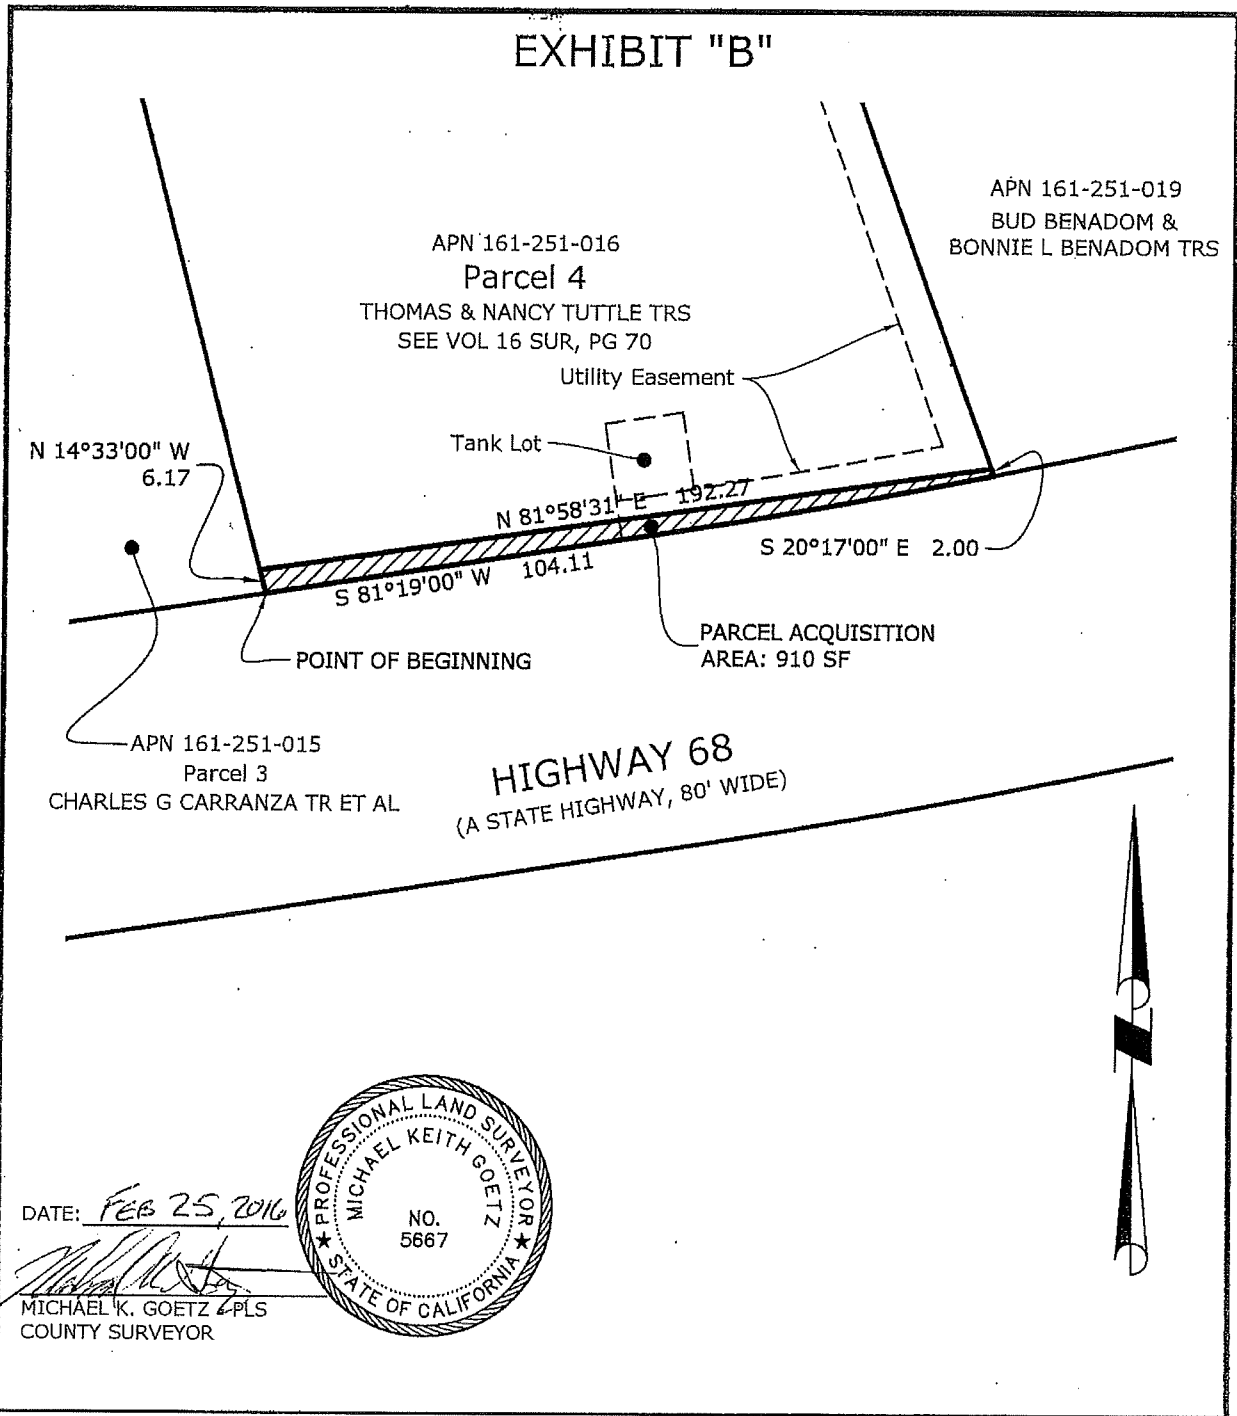 EXHIBIT "B"
APN 161-251-019
BUD BENADOM &
BONNIE L BENADOM TRS
APN 161-251-016
Parcel 4
THOMAS & NANCY TUTTLE TRS
SEE VOL 16 SUR, PG 70
Utility Easement
Tank Lot
N 14°33'00" W
6.17
N 81°58'31" E 192.27
S 20°17'00" E 2.00
S 81°19'00" W 104.11
PARCEL ACQUISITION
AREA: 910 SF
POINT OF BEGINNING
APN 161-251-015
Parcel 3
CHARLES G CARRANZA TR ET AL
HIGHWAY 68
(A STATE HIGHWAY, 80' WIDE)
PROFESSIONAL LAND SURVEYOR
MICHAEL KEITH GOETZ
NO.
5667
STATE OF CALIFORNIA
DATE: FEB 25, 2016
MICHAEL K. GOETZ PLS
COUNTY SURVEYOR